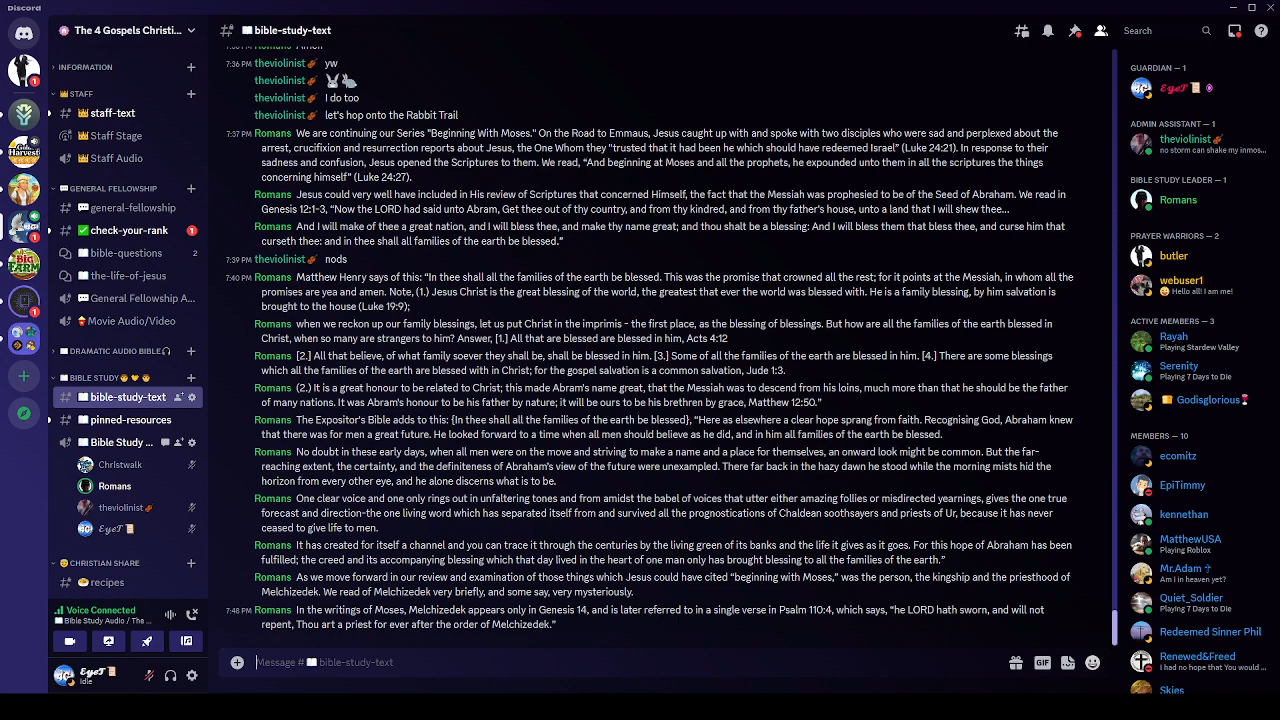 Discord
The 4 Gospels Christi...
INFORMATION
STAFF
staff-text
Staff Stage
Staff Audio
GENERAL FELLOWSHIP
general-fellowship
check-your-rank 1
bible-questions 2
the-life-of-jesus
General Fellowship A...
Movie Audio/Video
DRAMATIC AUDIO BIBLE
BIBLE STUDY
bible-study-text
pinned-resources
Bible Study ...
Christwalk
Romans
theviolinist
EyeT
CHRISTIAN SHARE
recipes
Voice Connected
Bible Study Audio / The ...
EyeT
Idle
bible-study-text
Search
7:36 PM theviolinist yw
theviolinist
theviolinist I do too
theviolinist let's hop onto the Rabbit Trail
7:37 PM Romans We are continuing our Series "Beginning With Moses." On the Road to Emmaus, Jesus caught up with and spoke with two disciples who were sad and perplexed about the
arrest, crucifixion and resurrection reports about Jesus, the One Whom they "trusted that it had been he which should have redeemed Israel" (Luke 24:21). In response to their
sadness and confusion, Jesus opened the Scriptures to them. We read, “And beginning at Moses and all the prophets, he expounded unto them in all the scriptures the things
concerning himself” (Luke 24:27).
Romans Jesus could very well have included in His review of Scriptures that concerned Himself, the fact that the Messiah was prophesied to be of the Seed of Abraham. We read in
Genesis 12:1-3, “Now the LORD had said unto Abram, Get thee out of thy country, and from thy kindred, and from thy father's house, unto a land that I will shew thee...
Romans And I will make of thee a great nation, and I will bless thee, and make thy name great; and thou shalt be a blessing: And I will bless them that bless thee, and curse him that
curseth thee: and in thee shall all families of the earth be blessed.”
7:39 PM theviolinist nods
7:40 PM Romans Matthew Henry says of this: “In thee shall all the families of the earth be blessed. This was the promise that crowned all the rest; for it points at the Messiah, in whom all the
promises are yea and amen. Note, (1.) Jesus Christ is the great blessing of the world, the greatest that ever the world was blessed with. He is a family blessing, by him salvation is
brought to the house (Luke 19:9);
Romans when we reckon up our family blessings, let us put Christ in the imprimis - the first place, as the blessing of blessings. But how are all the families of the earth blessed in
Christ, when so many are strangers to him? Answer, [1.] All that are blessed are blessed in him, Acts 4:12
Romans [2.] All that believe, of what family soever they shall be, shall be blessed in him. [3.] Some of all the families of the earth are blessed in him. [4.] There are some blessings
which all the families of the earth are blessed with in Christ; for the gospel salvation is a common salvation, Jude 1:3.
Romans (2.) It is a great honour to be related to Christ; this made Abram's name great, that the Messiah was to descend from his loins, much more than that he should be the father
of many nations. It was Abram's honour to be his father by nature; it will be ours to be his brethren by grace, Matthew 12:50.”
Romans The Expositor's Bible adds to this: {In thee shall all the families of the earth be blessed}, “Here as elsewhere a clear hope sprang from faith. Recognising God, Abraham knew
that there was for men a great future. He looked forward to a time when all men should believe as he did, and in him all families of the earth be blessed.
Romans No doubt in these early days, when all men were on the move and striving to make a name and a place for themselves, an onward look might be common. But the far-
reaching extent, the certainty, and the definiteness of Abraham's view of the future were unexampled. There far back in the hazy dawn he stood while the morning mists hid the
horizon from every other eye, and he alone discerns what is to be.
Romans One clear voice and one only rings out in unfaltering tones and from amidst the babel of voices that utter either amazing follies or misdirected yearnings, gives the one true
forecast and direction-the one living word which has separated itself from and survived all the prognostications of Chaldean soothsayers and priests of Ur, because it has never
ceased to give life to men.
Romans It has created for itself a channel and you can trace it through the centuries by the living green of its banks and the life it gives as it goes. For this hope of Abraham has been
fulfilled; the creed and its accompanying blessing which that day lived in the heart of one man only has brought blessing to all the families of the earth.”
Romans As we move forward in our review and examination of those things which Jesus could have cited “beginning with Moses,” was the person, the kingship and the priesthood of
Melchizedek. We read of Melchizedek very briefly, and some say, very mysteriously.
7:48 PM Romans In the writings of Moses, Melchizedek appears only in Genesis 14, and is later referred to in a single verse in Psalm 110:4, which says, “he LORD hath sworn, and will not
repent, Thou art a priest for ever after the order of Melchizedek.”
Message # bible-study-text
GIF
GUARDIAN — 1
EyeT
ADMIN ASSISTANT — 1
theviolinist
no storm can shake my inmos...
BIBLE STUDY LEADER — 1
Romans
PRAYER WARRIORS — 2
butler
webuser1
Hello all! I am me!
ACTIVE MEMBERS — 3
Rayah
Playing Stardew Valley
Serenity
Playing 7 Days to Die
Godisglorious
MEMBERS — 10
ecomitz
EpiTimmy
kennethan
MatthewUSA
Playing Roblox
Mr.Adam
Am I in heaven yet?
Quiet_Soldier
Playing 7 Days to Die
Redeemed Sinner Phil
Renewed&Freed
I had no hope that You would ...
Skies